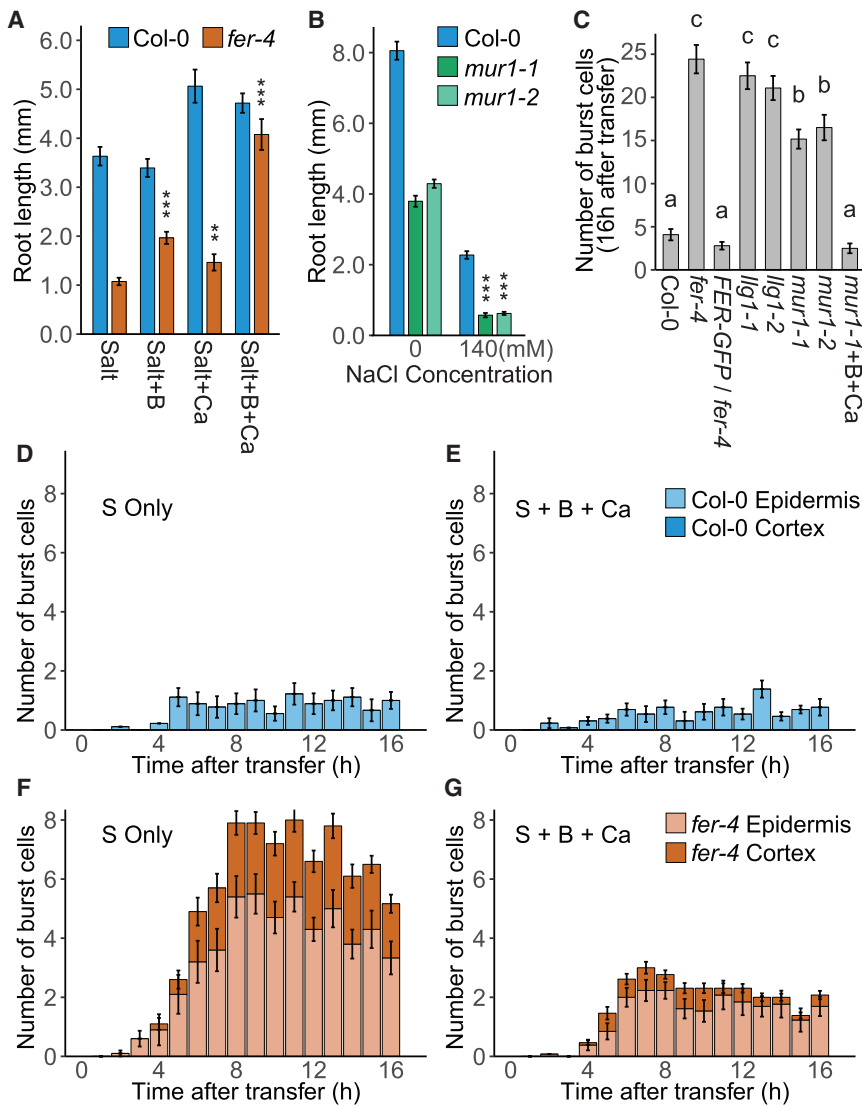 A
Col-0
fer-4
Root length (mm)
6.0
5.0
4.0
3.0
2.0
1.0
0.0
***
**
***
Salt
Salt+B
Salt+Ca
Salt+B+Ca
B
Col-0
mur1-1
mur1-2
Root length (mm)
8.0
6.0
4.0
2.0
0.0
***
***
0
140(mM)
NaCl Concentration
C
Number of burst cells
(16h after transfer)
25
20
15
10
5
0
a
c
a
c
c
b
b
a
Col-0
fer-4
FER-GFP / fer-4
llg1-1
llg1-2
mur1-1
mur1-2
mur1-1+B+Ca
D
S Only
Number of burst cells
8
6
4
2
0
0 4 8 12 16
Time after transfer (h)
E
S + B + Ca
Col-0 Epidermis
Col-0 Cortex
Number of burst cells
8
6
4
2
0
0 4 8 12 16
Time after transfer (h)
F
S Only
Number of burst cells
8
6
4
2
0
0 4 8 12 16
Time after transfer (h)
G
S + B + Ca
fer-4 Epidermis
fer-4 Cortex
Number of burst cells
8
6
4
2
0
0 4 8 12 16
Time after transfer (h)